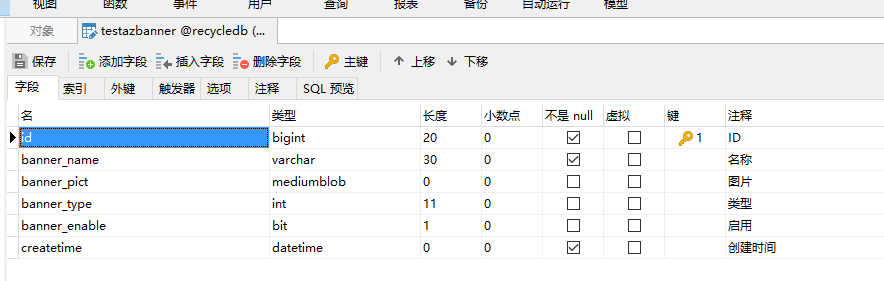 视图 函数 事件 用户 查询 报表 备份 自动运行 模型
对象 testazbanner @recycledb (...
保存 添加字段 插入字段 删除字段 主键 上移 下移
字段 索引 外键 触发器 选项 注释 SQL 预览
名 类型 长度 小数点 不是 null 虚拟 键 注释
id bigint 20 0 1 ID
banner_name varchar 30 0 名称
banner_pict mediumblob 0 0 图片
banner_type int 11 0 类型
banner_enable bit 1 0 启用
createtime datetime 0 0 创建时间